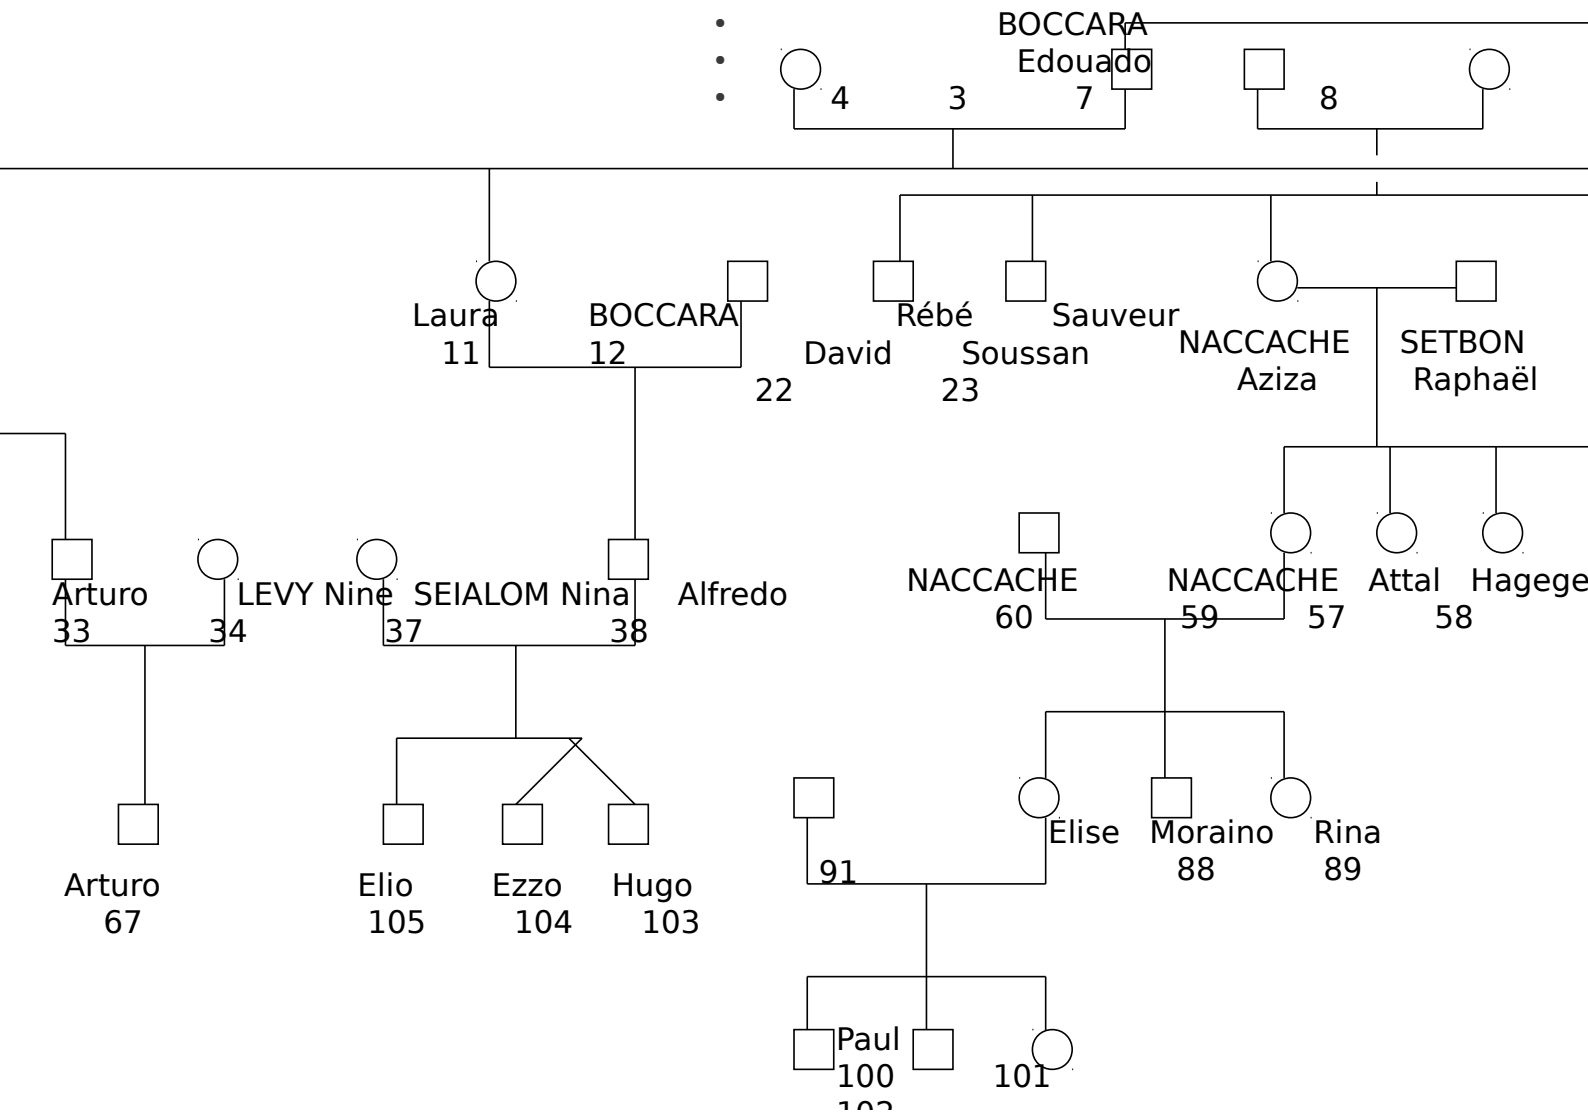 BOCCARA
Edouado
4 3 7 8
Laura BOCCARA Rébé Sauveur
NACCACHE SETBON
11 12 David Soussan
Aziza Raphaël
22 23
NACCACHE NACCACHE Attal Hagege
Arturo LEVY Nine SEIALOM Nina Alfredo
60 59 57 58
33 34 37 38
Elise Moraino Rina
91 88 89
Arturo Elio Ezzo Hugo
67 105 104 103
Paul
100 101
102